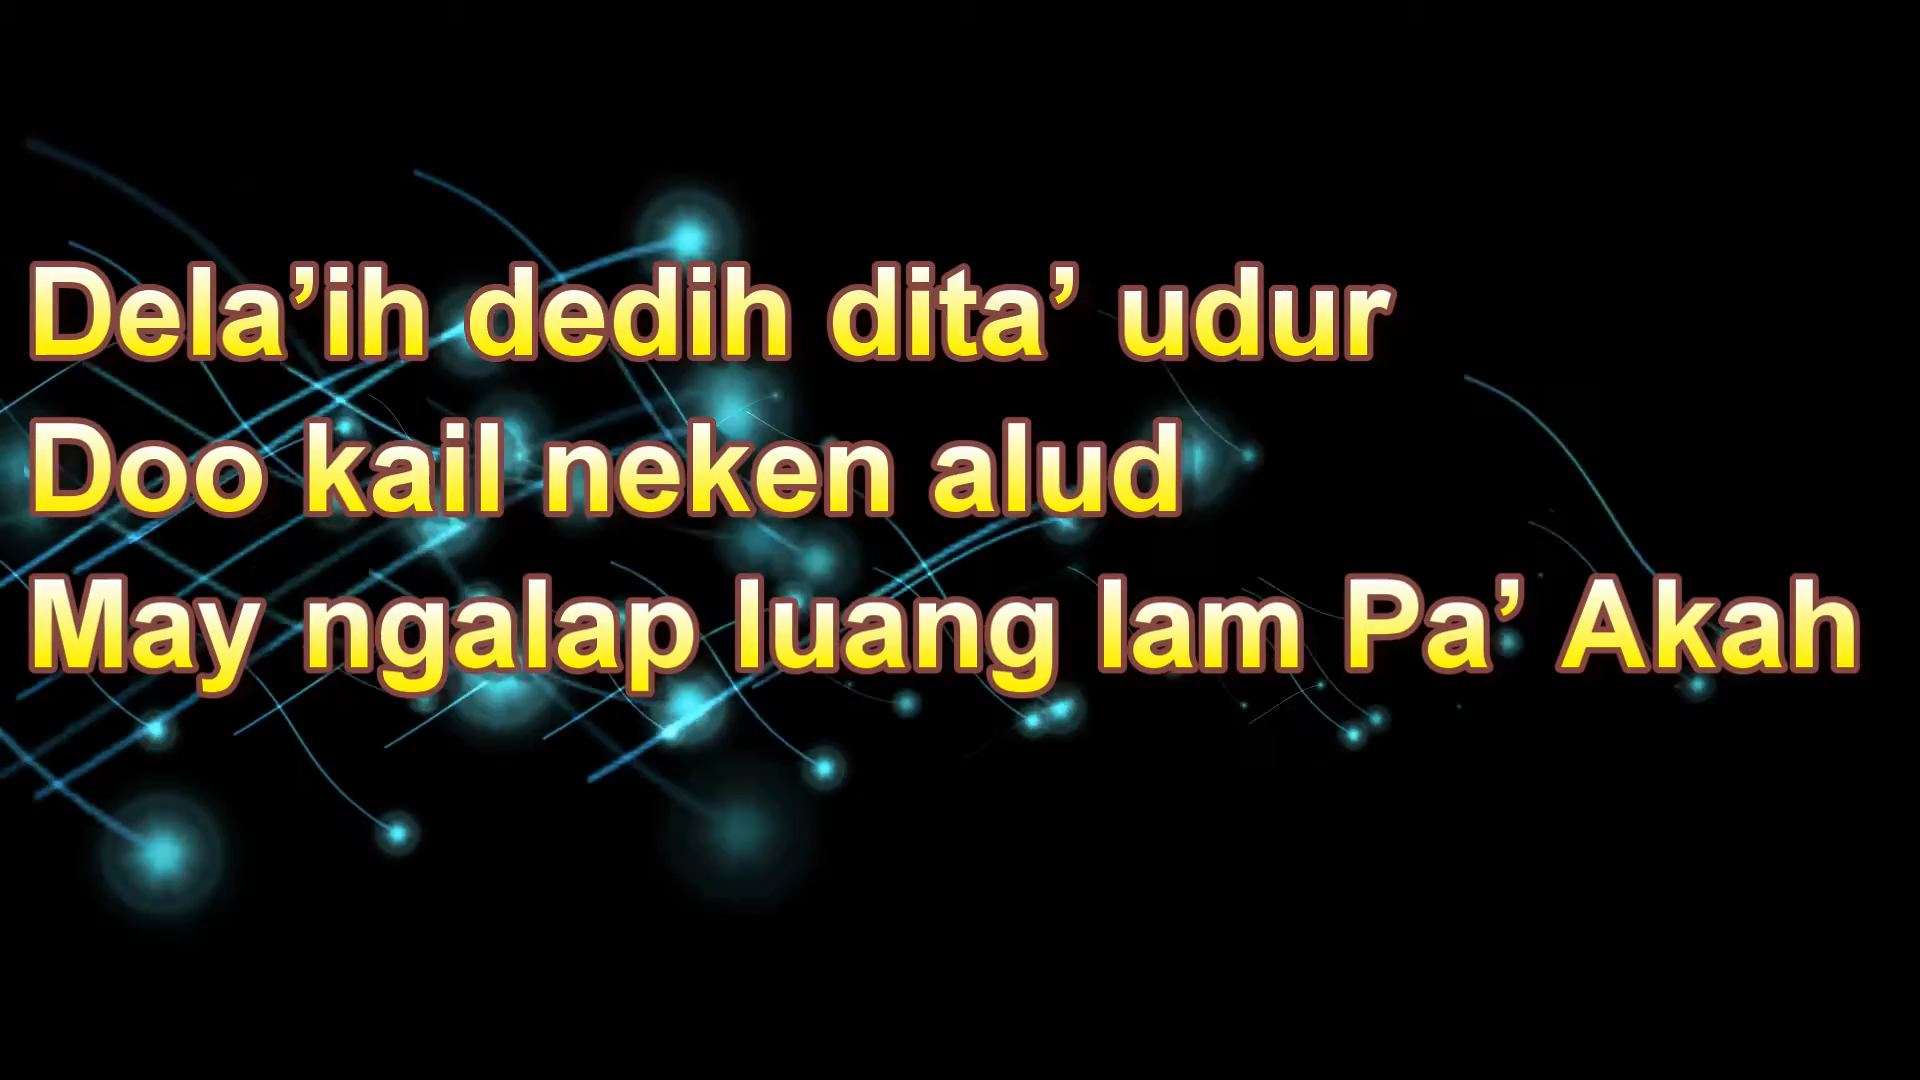 Dela’ih dedih dita’ udur
Doo kail neken alud
May ngalap luang lam Pa’ Akah